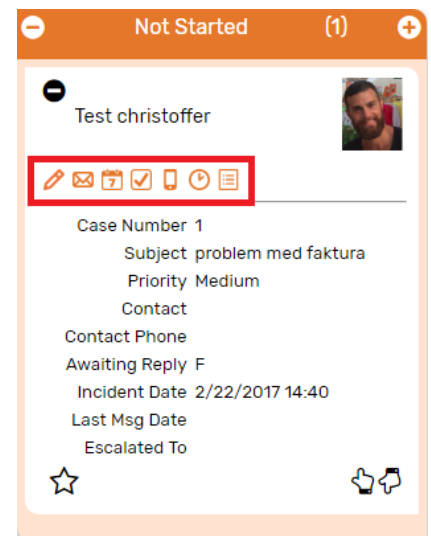 Not Started (1)
Test christoffer
7
Case Number 1
Subject problem med faktura
Priority Medium
Contact
Contact Phone
Awaiting Reply F
Incident Date 2/22/2017 14:40
Last Msg Date
Escalated To